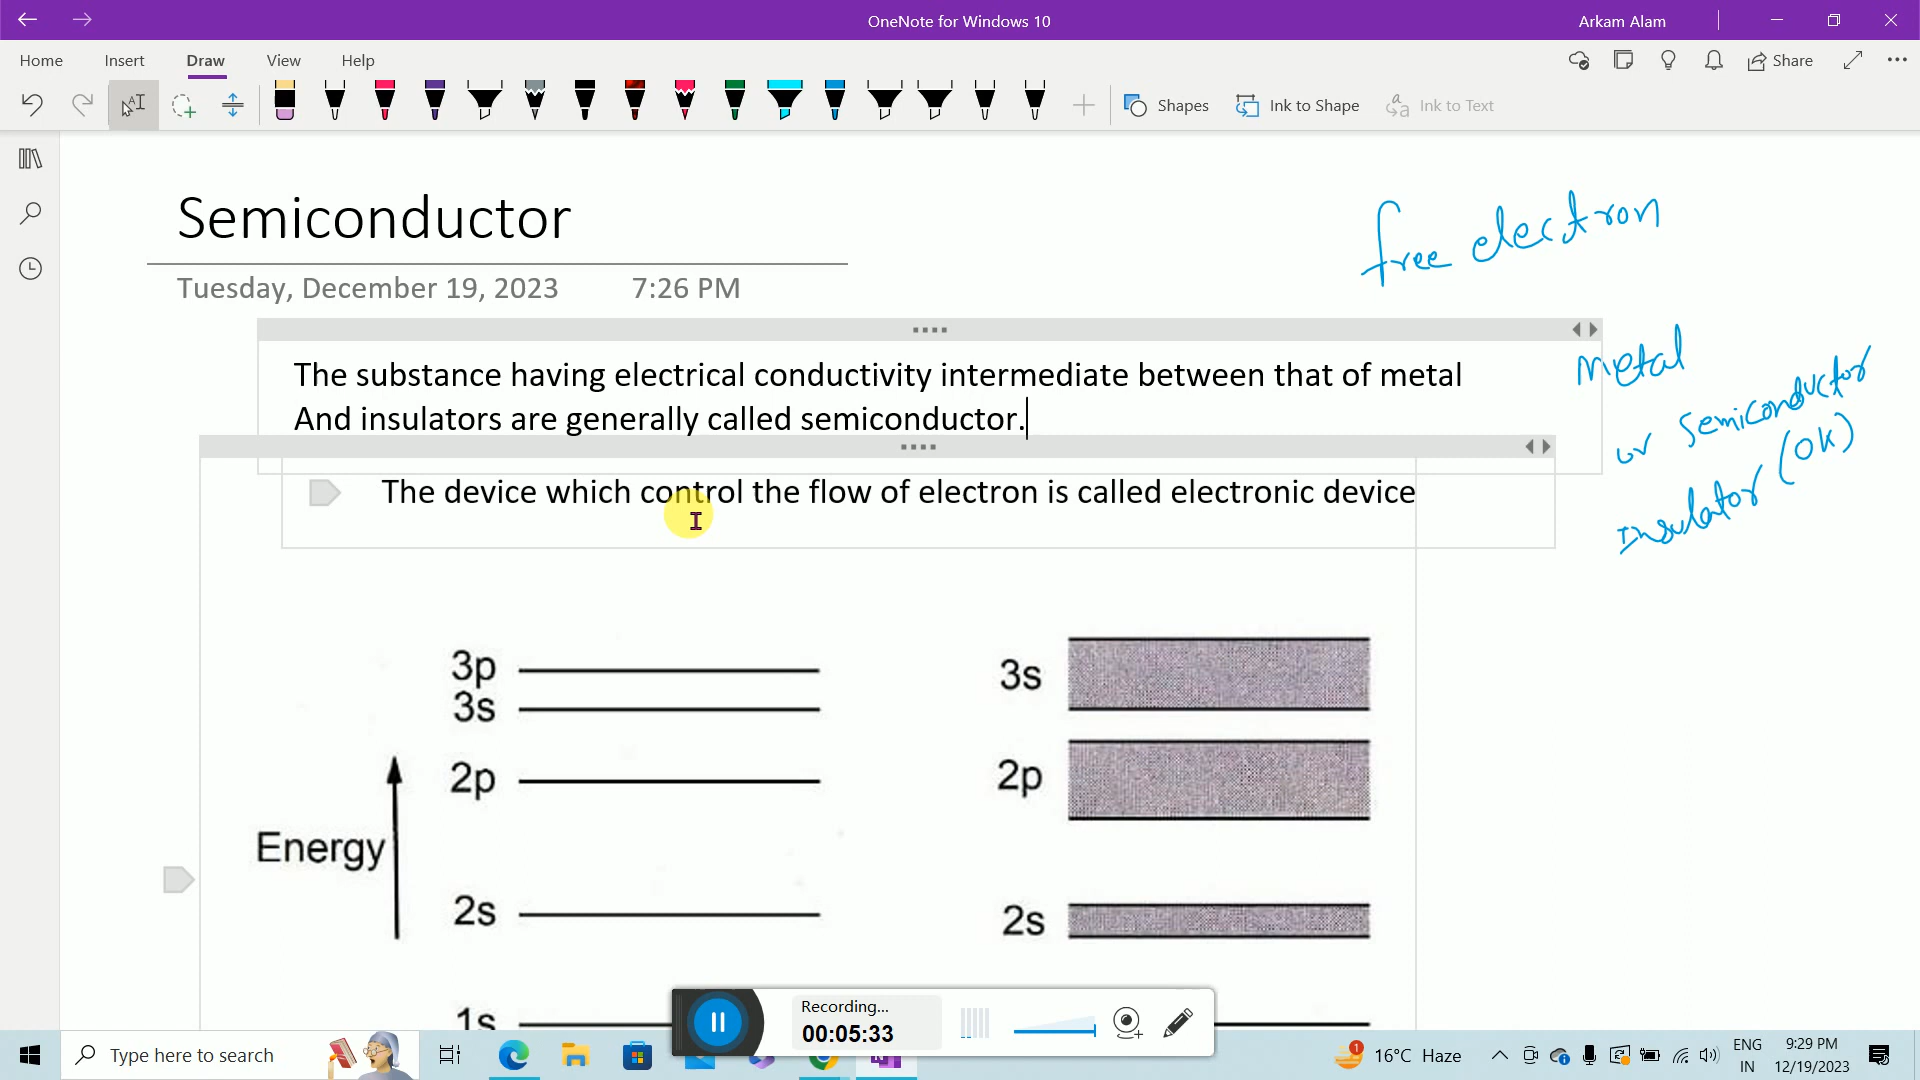 OneNote for Windows 10
Arkam Alam
Home Insert Draw View Help
Share
Shapes
Ink to Shape
Ink to Text
Semiconductor
Tuesday, December 19, 2023 7:26 PM
free electron
The substance having electrical conductivity intermediate between that of metal
And insulators are generally called semiconductor.
Metal
or Semiconductor
Insulator (OK)
The device which control the flow of electron is called electronic device
3p
3s
2p
Energy
2s
1s
3s
2p
2s
Recording...
00:05:33
Type here to search
1
16°C Haze
ENG
IN
9:29 PM
12/19/2023